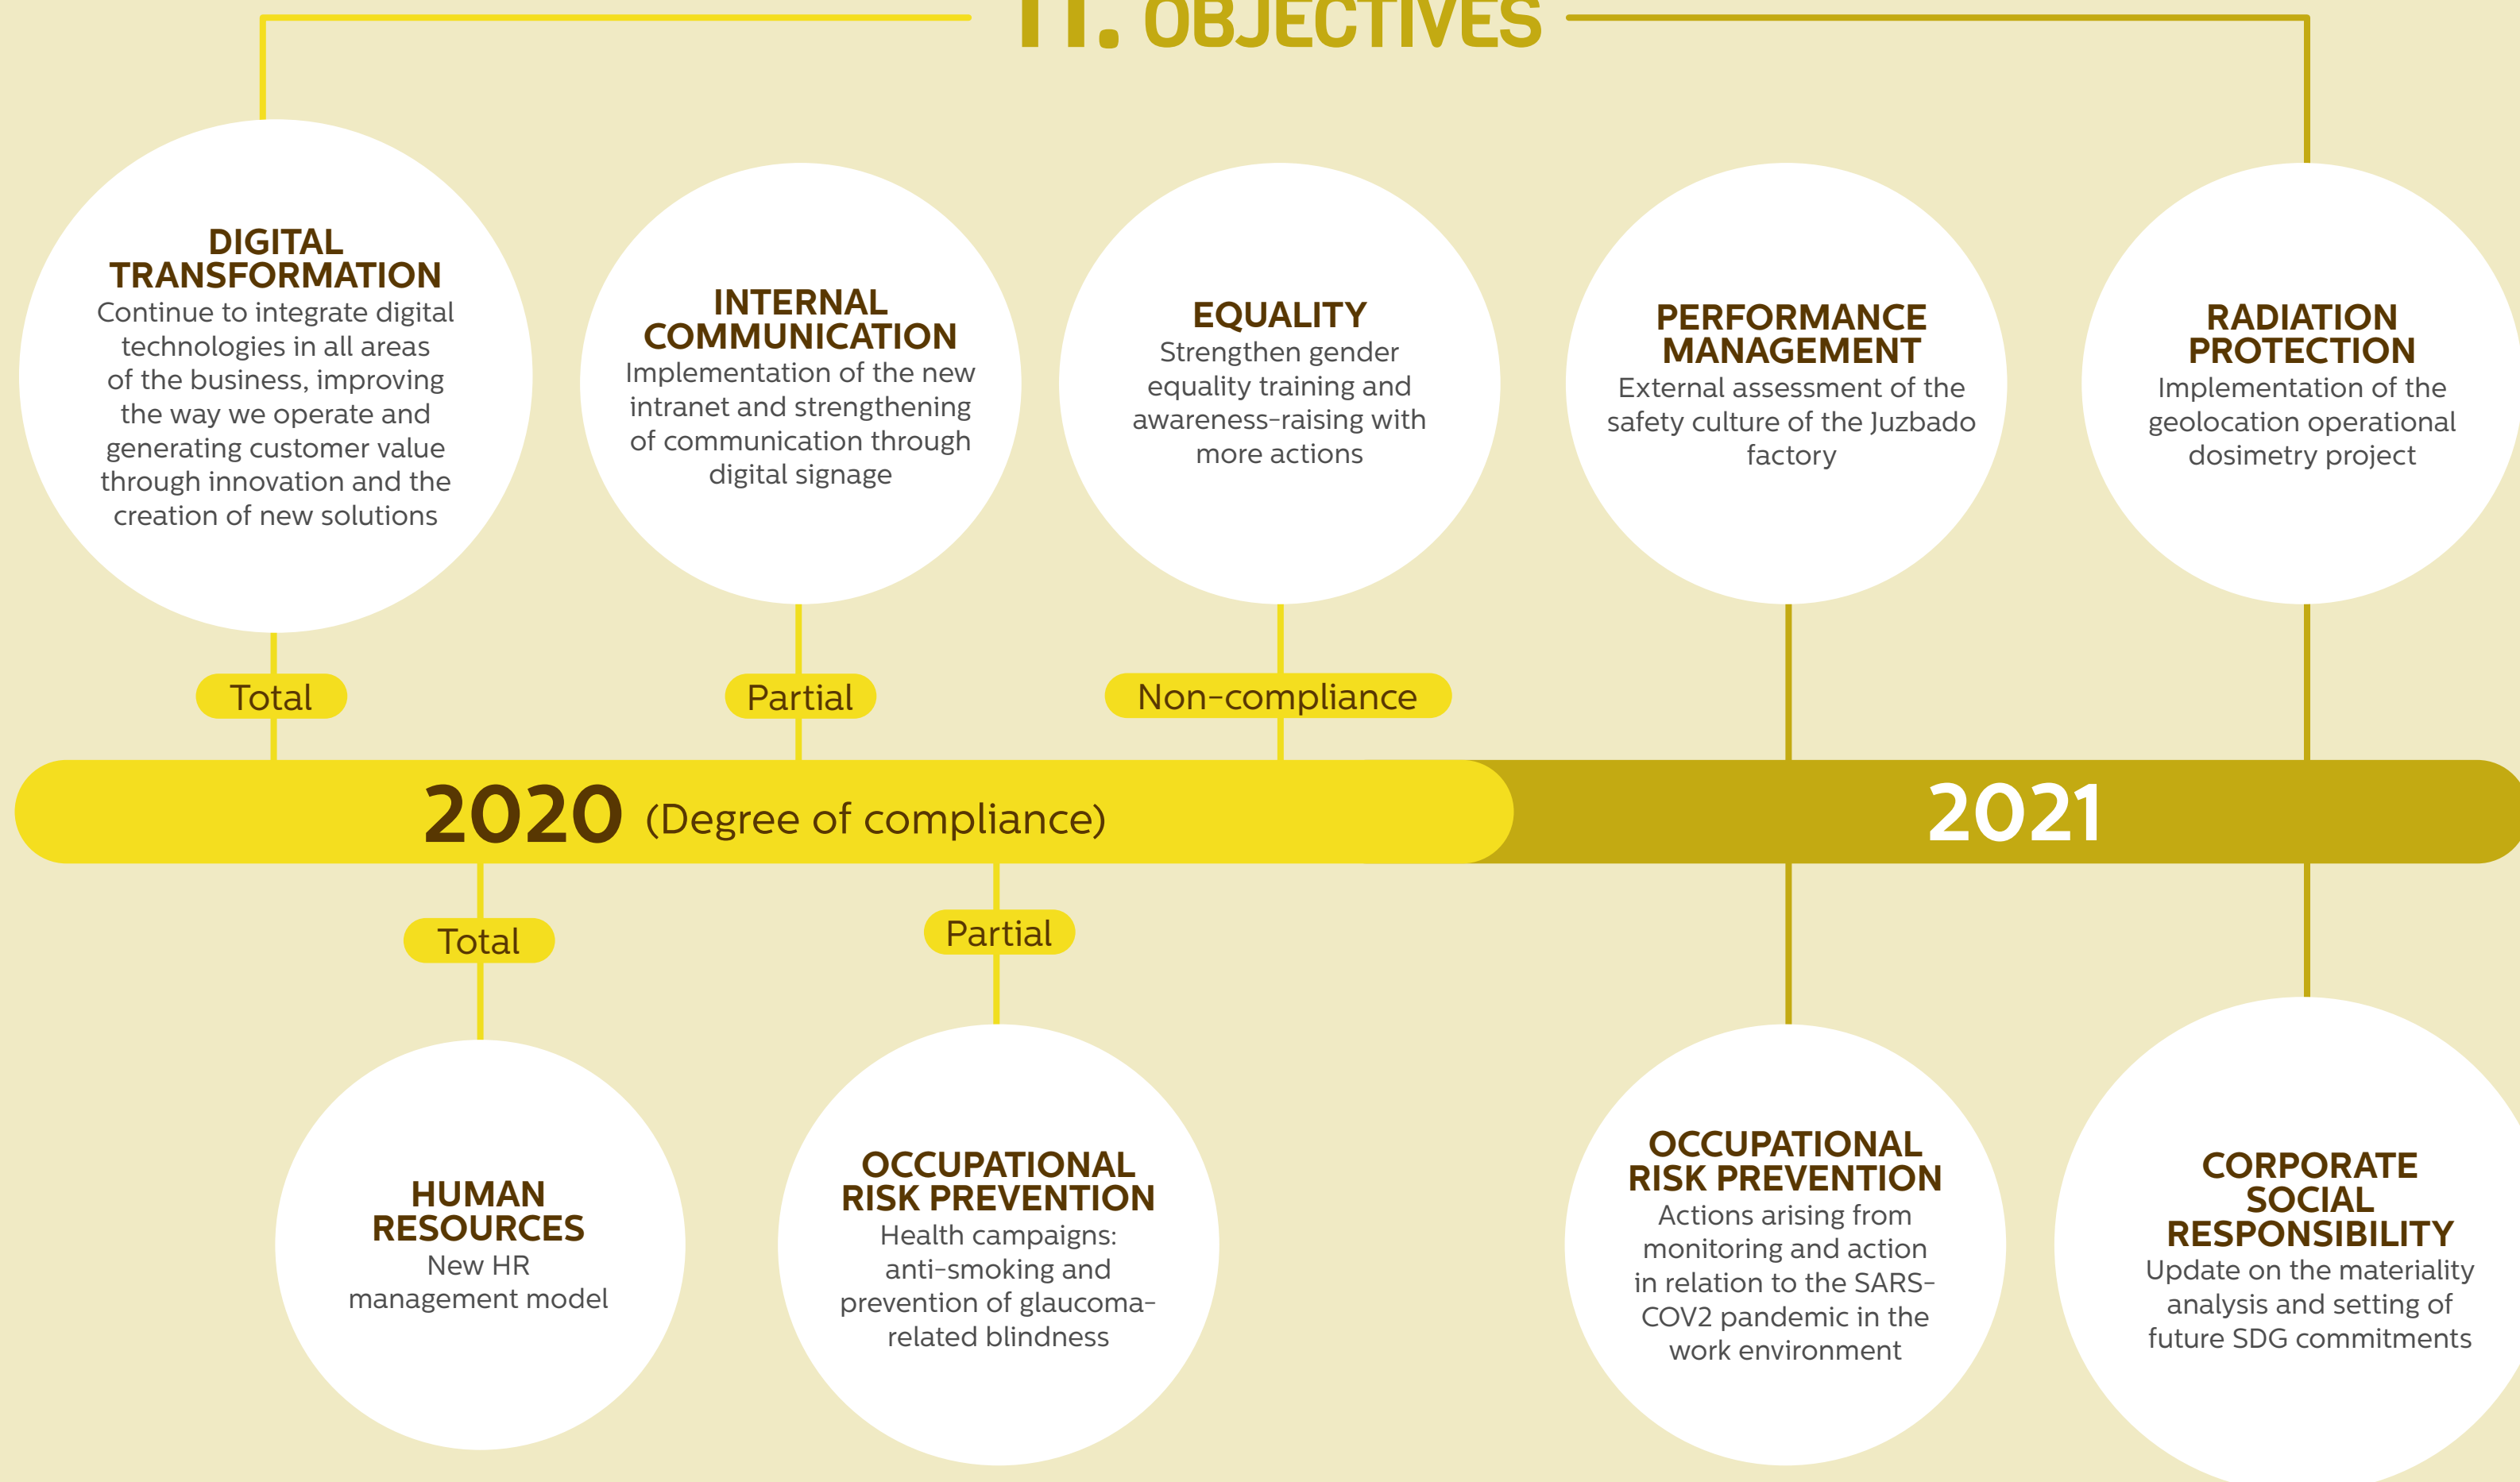 11. OBJECTIVES
DIGITAL
TRANSFORMATION
Continue to integrate digital
technologies in all areas
of the business, improving
the way we operate and
generating customer value
through innovation and the
creation of new solutions
INTERNAL
COMMUNICATION
Implementation of the new
intranet and strengthening
of communication through
digital signage
EQUALITY
Strengthen gender
equality training and
awareness-raising with
more actions
PERFORMANCE
MANAGEMENT
External assessment of the
safety culture of the Juzbado
factory
RADIATION
PROTECTION
Implementation of the
geolocation operational
dosimetry project
Total
Partial
Non-compliance
2020 (Degree of compliance)
2021
Total
Partial
HUMAN
RESOURCES
New HR
management model
OCCUPATIONAL
RISK PREVENTION
Health campaigns:
anti-smoking and
prevention of glaucoma-
related blindness
OCCUPATIONAL
RISK PREVENTION
Actions arising from
monitoring and action
in relation to the SARS-
COV2 pandemic in the
work environment
CORPORATE
SOCIAL
RESPONSIBILITY
Update on the materiality
analysis and setting of
future SDG commitments